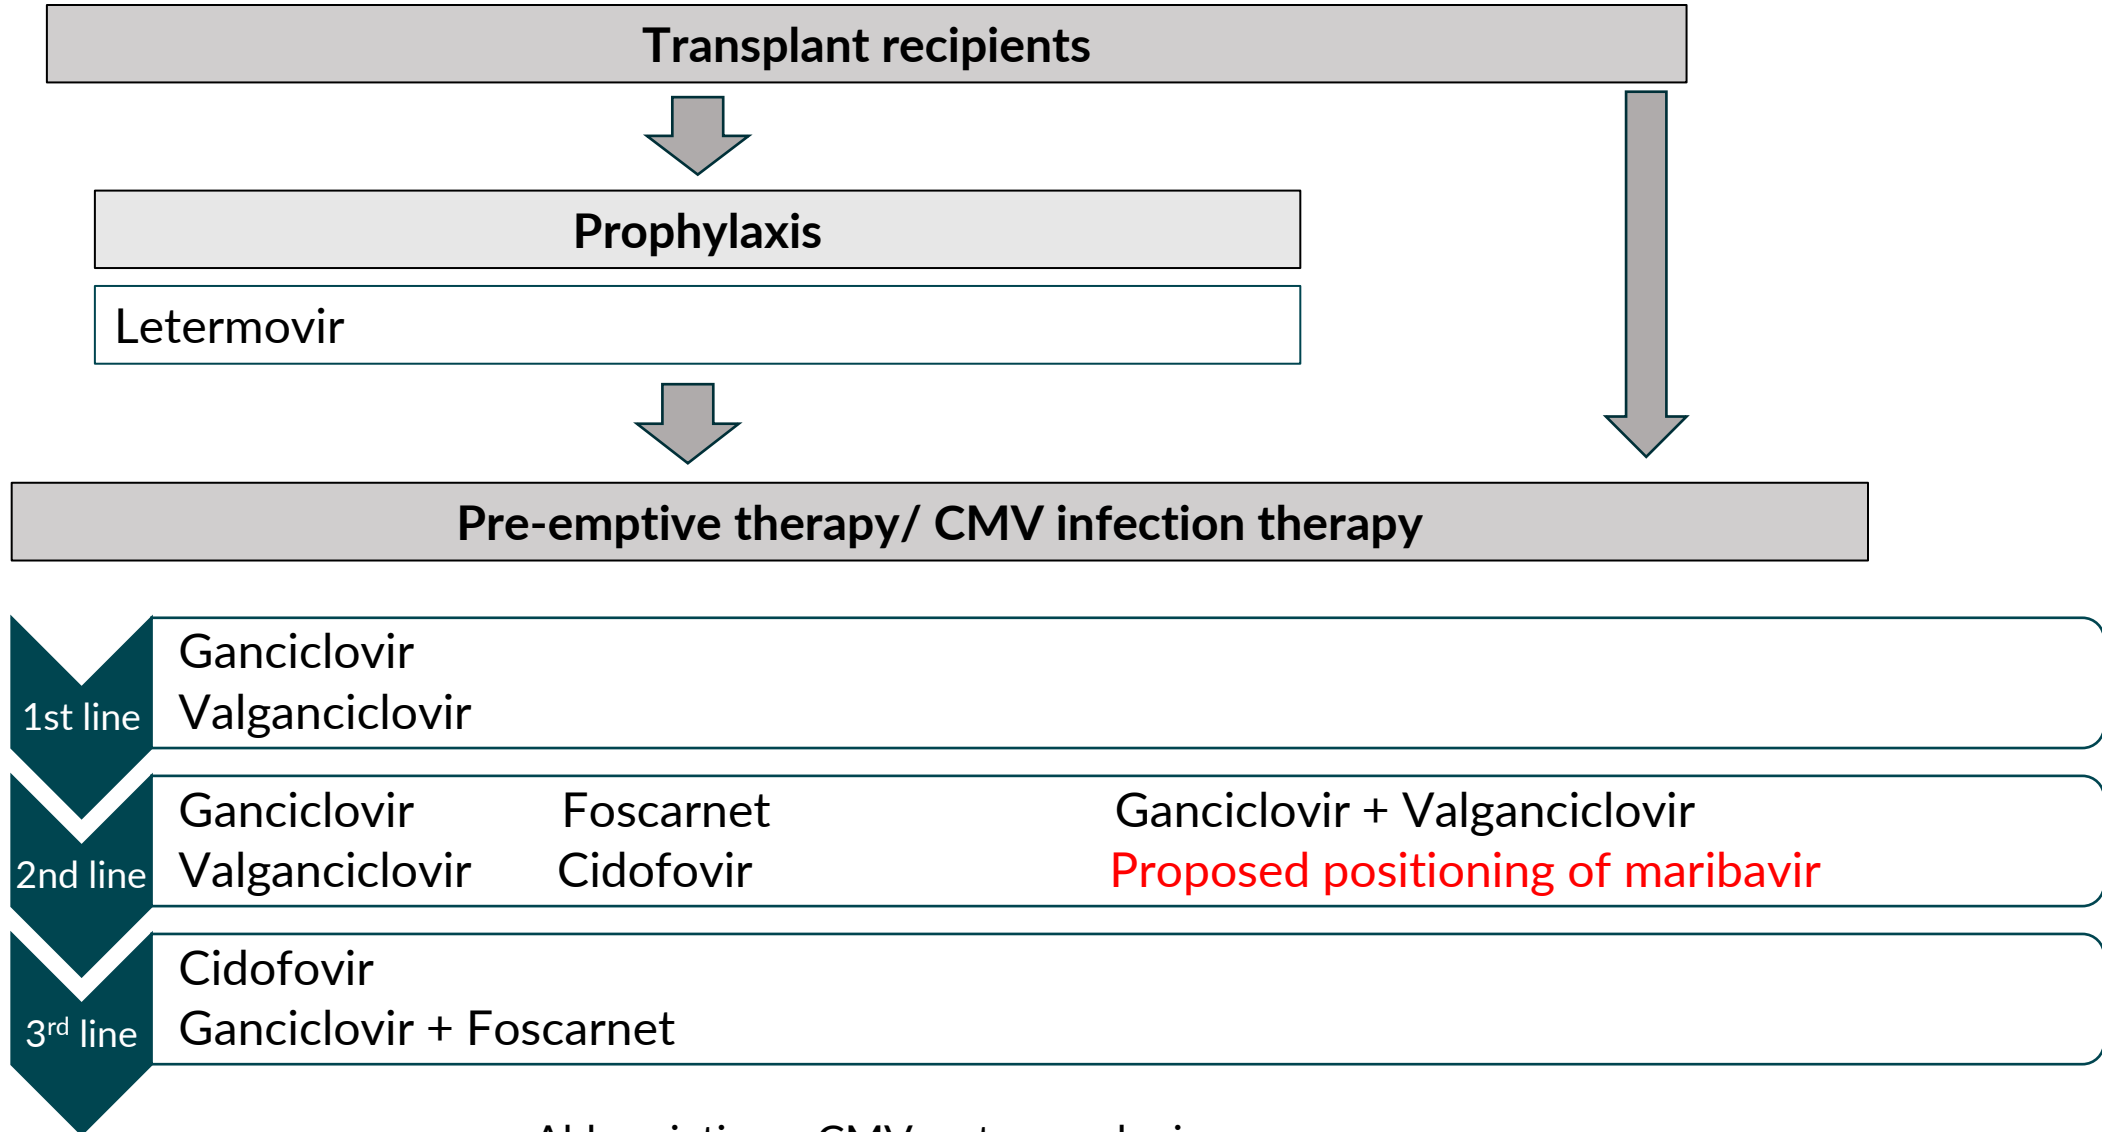 Transplant recipients
Prophylaxis
Letermovir
Pre-emptive therapy/ CMV infection therapy
1st line
Ganciclovir
Valganciclovir
2nd line
Ganciclovir Foscarnet Ganciclovir + Valganciclovir
Valganciclovir Cidofovir Proposed positioning of maribavir
3rd line
Cidofovir
Ganciclovir + Foscarnet